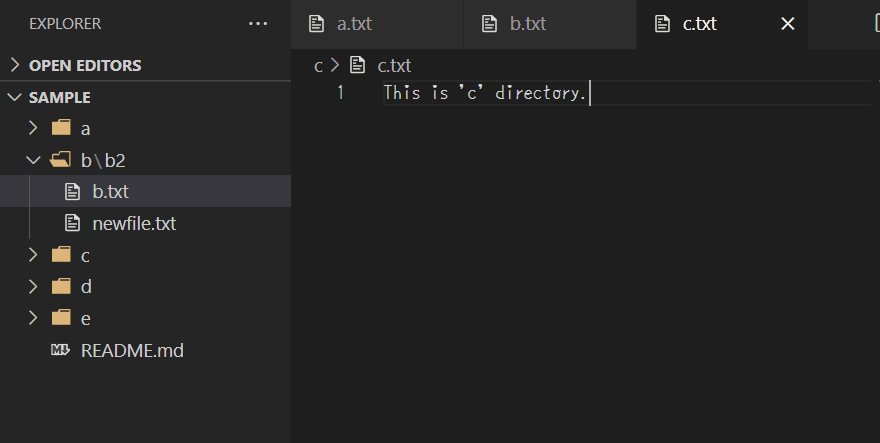 EXPLORER ...
OPEN EDITORS
SAMPLE
a
b\b2
b.txt
newfile.txt
c
d
e
README.md
a.txt b.txt c.txt
c > c.txt
1 This is 'c' directory.